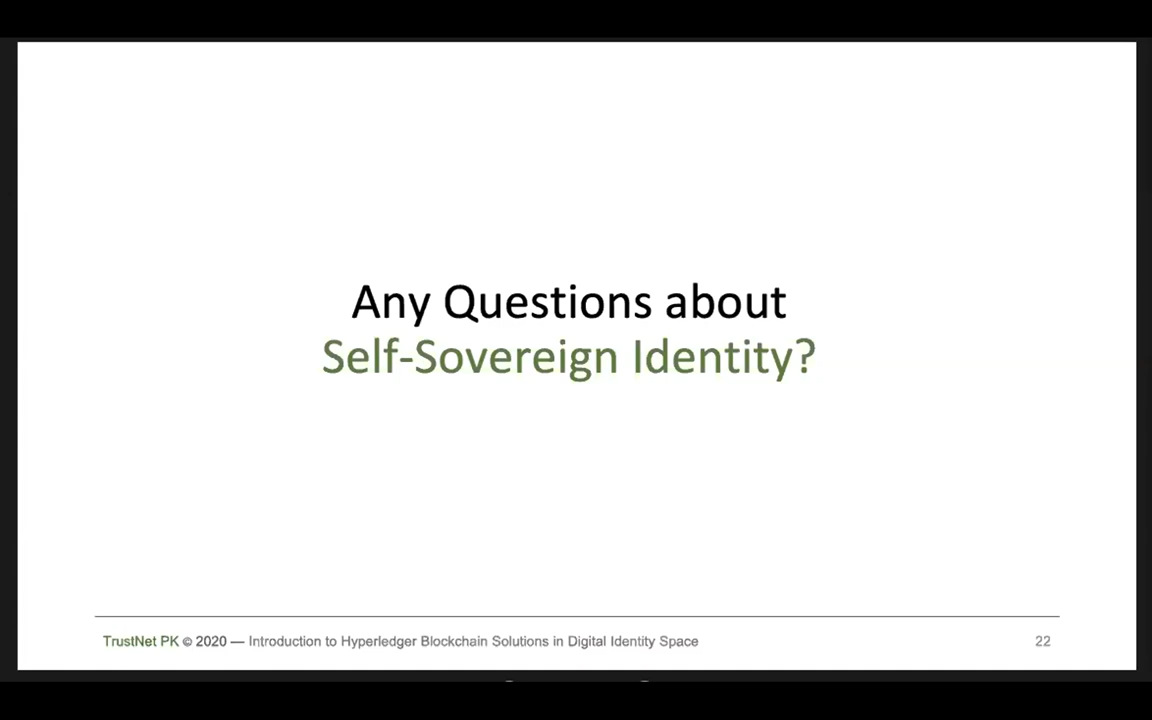 Any Questions about
Self-Sovereign Identity?
TrustNet PK © 2020 — Introduction to Hyperledger Blockchain Solutions in Digital Identity Space 22